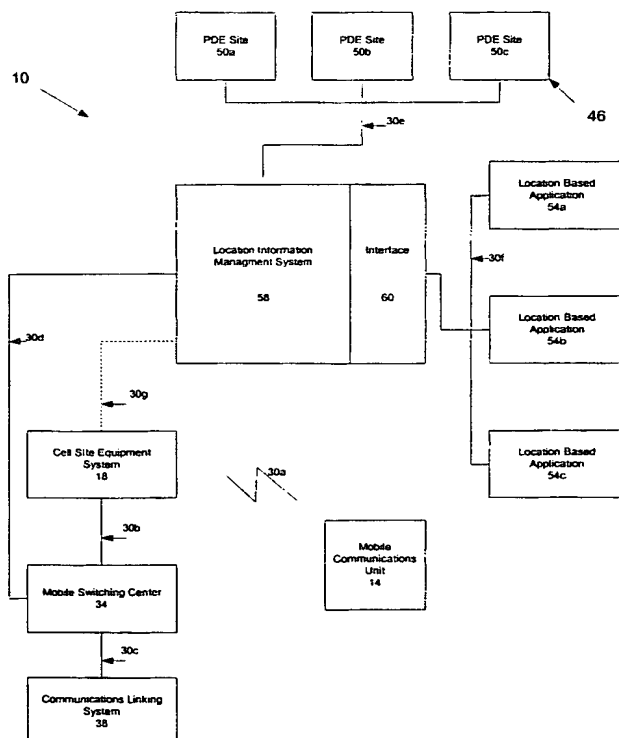 PDE Site
50a
PDE Site
50b
PDE Site
50c
10
46
30e
Location Information
Managment System
58
Interface
60
Location Based
Application
54a
30f
Location Based
Application
54b
Location Based
Application
54c
30d
30g
Cell Site Equipment
System
18
30a
30b
Mobile
Communications
Unit
14
Mobile Switching Center
34
30c
Communications Linking
System
38